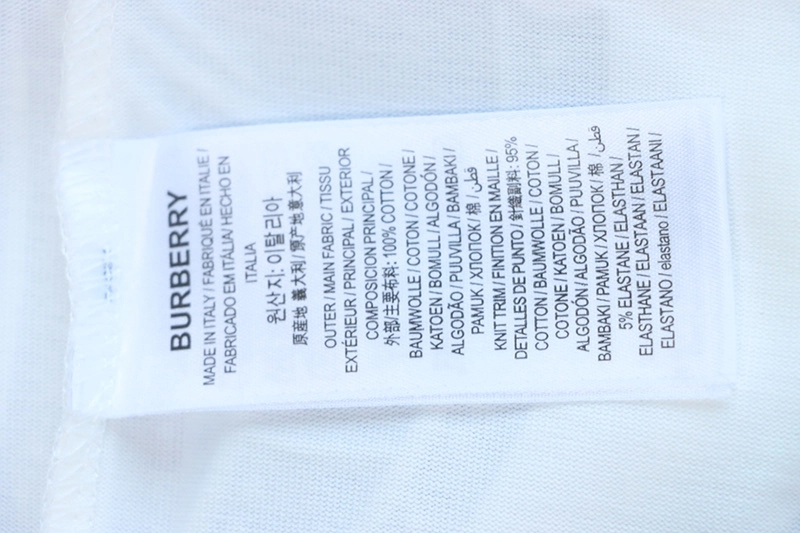 BURBERRY
MADE IN ITALY / FABRIQUÉ EN ITALIE /
FABRICADO EM ITÁLIA/ HECHO EN
ITALIA
원산지: 이탈리아
原産地 義大利/ 原产地 意大利
OUTER / MAIN FABRIC / TISSU
EXTÉRIEUR / PRINCIPAL/ EXTERIOR
COMPOSICION PRINCIPAL /
外部/主要布料: 100% COTTON /
BAUMWOLLE / COTON / COTONE /
KATOEN / BOMULL / ALGODÓN /
ALGODÃO / PUUVILLA / BAMBAKI /
PAMUK / ХПОПОК / 棉 / قطن
KNIT TRIM / FINITION EN MAILLE /
DETALLES DE PUNTO / 針織副料: 95%
COTTON / BAUMWOLLE / COTON /
COTONE / KATOEN / BOMULL /
ALGODÓN / ALGODÃO / PUUVILLA /
BAMBAKI / PAMUK / ХПОПОК / 棉 / قطن
5% ELASTANE / ELASTHAN /
ELASTHANE / ELASTAAN / ELASTAN /
ELASTANO / elastano / ELASTAANI /